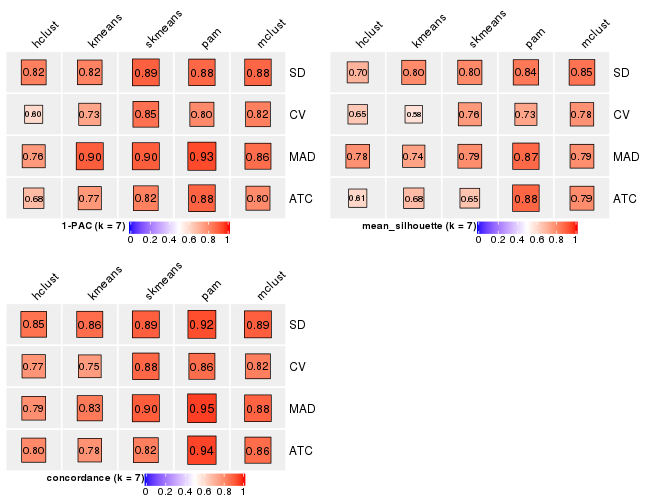 hclust kmeans skmeans pam mclust
0.82 0.82 0.89 0.88 0.88 SD
0.60 0.73 0.85 0.80 0.82 CV
0.76 0.90 0.90 0.93 0.86 MAD
0.68 0.77 0.82 0.88 0.80 ATC
1-PAC (k = 7)
0 0.2 0.4 0.6 0.8 1
hclust kmeans skmeans pam mclust
0.70 0.80 0.80 0.84 0.85 SD
0.65 0.58 0.76 0.73 0.78 CV
0.78 0.74 0.79 0.87 0.79 MAD
0.61 0.68 0.65 0.88 0.79 ATC
mean_silhouette (k = 7)
0 0.2 0.4 0.6 0.8 1
hclust kmeans skmeans pam mclust
0.85 0.86 0.89 0.92 0.89 SD
0.77 0.75 0.88 0.86 0.82 CV
0.79 0.83 0.90 0.95 0.88 MAD
0.80 0.78 0.82 0.94 0.86 ATC
concordance (k = 7)
0 0.2 0.4 0.6 0.8 1